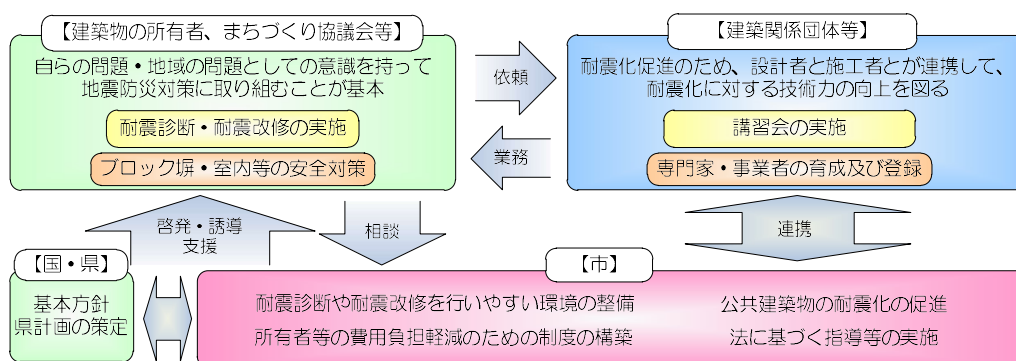 【建築物の所有者、まちづくり協議会等】
自らの問題・地域の問題としての意識を持って
地震防災対策に取り組むことが基本
耐震診断・耐震改修の実施
ブロック塀・室内等の安全対策
依頼
業務
【建築関係団体等】
耐震化促進のため、設計者と施工者とが連携して、
耐震化に対する技術力の向上を図る
講習会の実施
専門家・事業者の育成及び登録
啓発・誘導
支援
相談
連携
【国・県】
基本方針
県計画の策定
【市】
耐震診断や耐震改修を行いやすい環境の整備
公共建築物の耐震化の促進
所有者等の費用負担軽減のための制度の構築
法に基づく指導等の実施